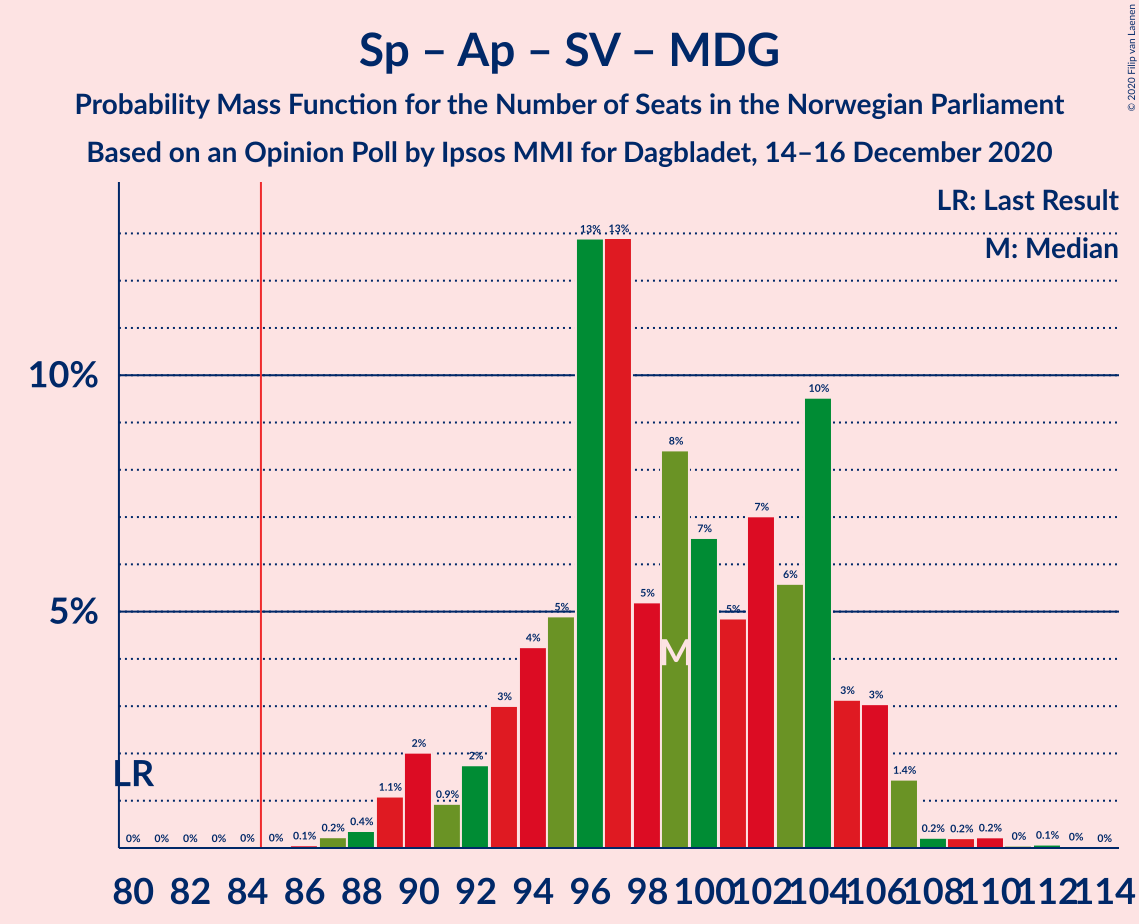 Sp – Ap – SV – MDG
Probability Mass Function for the Number of Seats in the Norwegian Parliament
Based on an Opinion Poll by Ipsos MMI for Dagbladet, 14–16 December 2020
© 2020 Filip van Laenen
LR: Last Result
M: Median
10%
5%
LR
M
0% 0% 0% 0% 0% 0% 0.1% 0.2% 0.4% 1.1% 2% 0.9% 2% 3% 4% 5% 13% 13% 5% 8% 7% 5% 7% 6% 10% 3% 3% 1.4% 0.2% 0.2% 0.2% 0% 0.1% 0% 0%
80 82 84 86 88 90 92 94 96 98 100 102 104 106 108 110 112 114